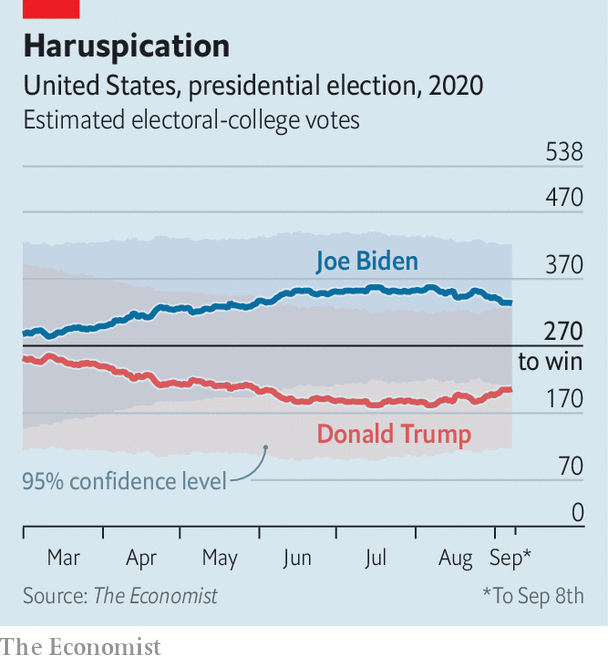 Haruspication
United States, presidential election, 2020
Estimated electoral-college votes
538
470
Joe Biden
370
270
to win
170
Donald Trump
95% confidence level
70
0
Mar Apr May Jun Jul Aug Sep*
Source: The Economist *To Sep 8th
The Economist